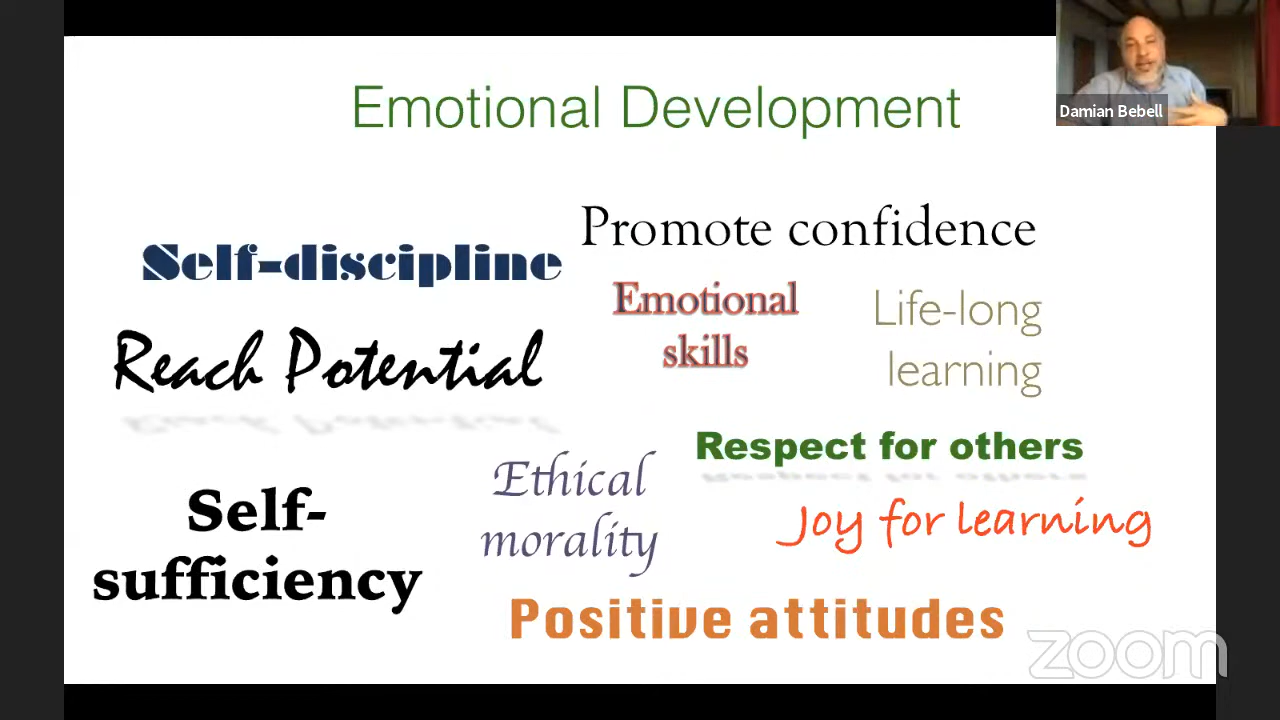 Emotional Development
Damian Bebell
Promote confidence
Self-discipline
Emotional
skills
Life-long
learning
Reach Potential
Respect for others
Ethical
morality
Joy for learning
Self-
sufficiency
Positive attitudes
zoom